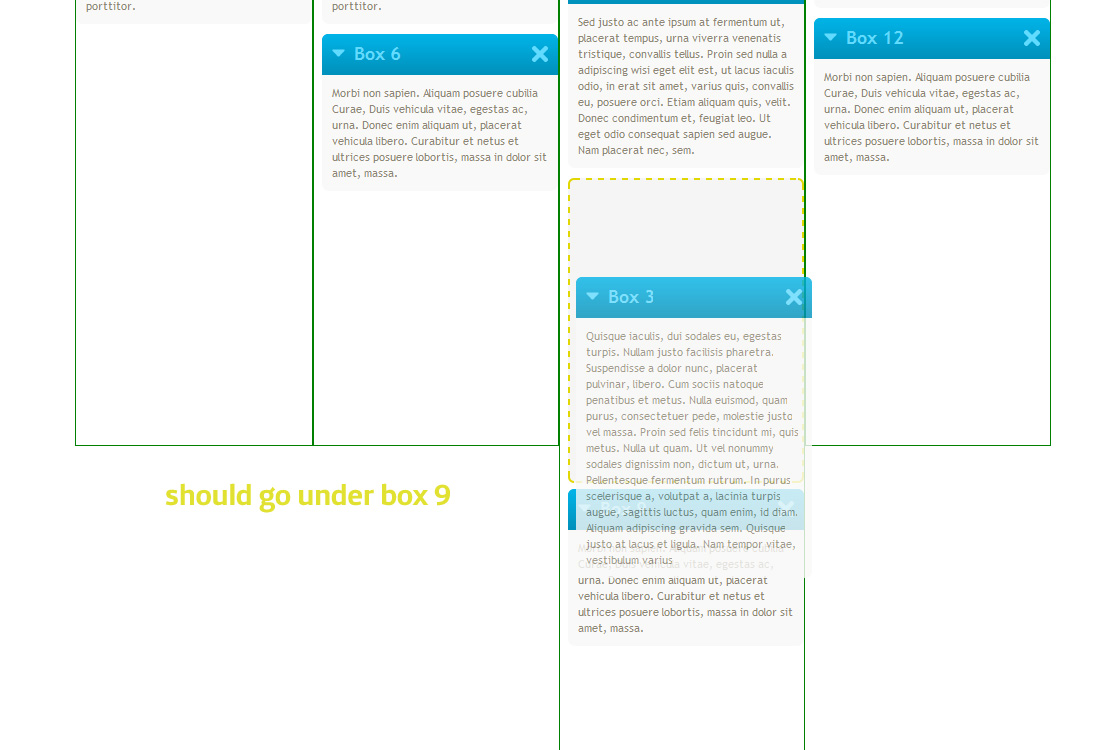 porttitor.
porttitor.
Box 6
Morbi non sapien. Aliquam posuere cubilia
Curae, Duis vehicula vitae, egestas ac,
urna. Donec enim aliquam ut, placerat
vehicula libero. Curabitur et netus et
ultrices posuere lobortis, massa in dolor sit
amet, massa.
Sed justo ac ante ipsum at fermentum ut,
placerat tempus, urna viverra venenatis
tristique, convallis tellus. Proin sed nulla a
adipiscing wisi eget elit est, ut lacus iaculis
odio, in erat sit amet, varius quis, convallis
eu, posuere orci. Etiam aliquam quis, velit.
Donec condimentum et, feugiat leo. Ut
eget odio consequat sapien sed augue.
Nam placerat nec, sem.
Box 3
Quisque iaculis, dui sodales eu, egestas
turpis. Nullam justo facilisis pharetra.
Suspendisse a dolor nunc, placerat
pulvinar, libero. Cum sociis natoque
penatibus et metus. Nulla euismod, quam
purus, consectetuer pede, molestie justo
vel massa. Proin sed felis tincidunt mi, quis
metus. Nulla ut quam. Ut vel nonummy
sodales dignissim non, dictum ut, urna.
Pellentesque fermentum rutrum. In purus
scelerisque a, volutpat a, lacinia turpis
augue, sagittis luctus, quam enim, id diam.
Aliquam adipiscing gravida sem. Quisque
justo at lacus et ligula. Nam tempor vitae,
vestibulum varius
Curae, Duis vehicula vitae, egestas ac,
urna. Donec enim aliquam ut, placerat
vehicula libero. Curabitur et netus et
ultrices posuere lobortis, massa in dolor sit
amet, massa.
Box 12
Morbi non sapien. Aliquam posuere cubilia
Curae, Duis vehicula vitae, egestas ac,
urna. Donec enim aliquam ut, placerat
vehicula libero. Curabitur et netus et
ultrices posuere lobortis, massa in dolor sit
amet, massa.
should go under box 9